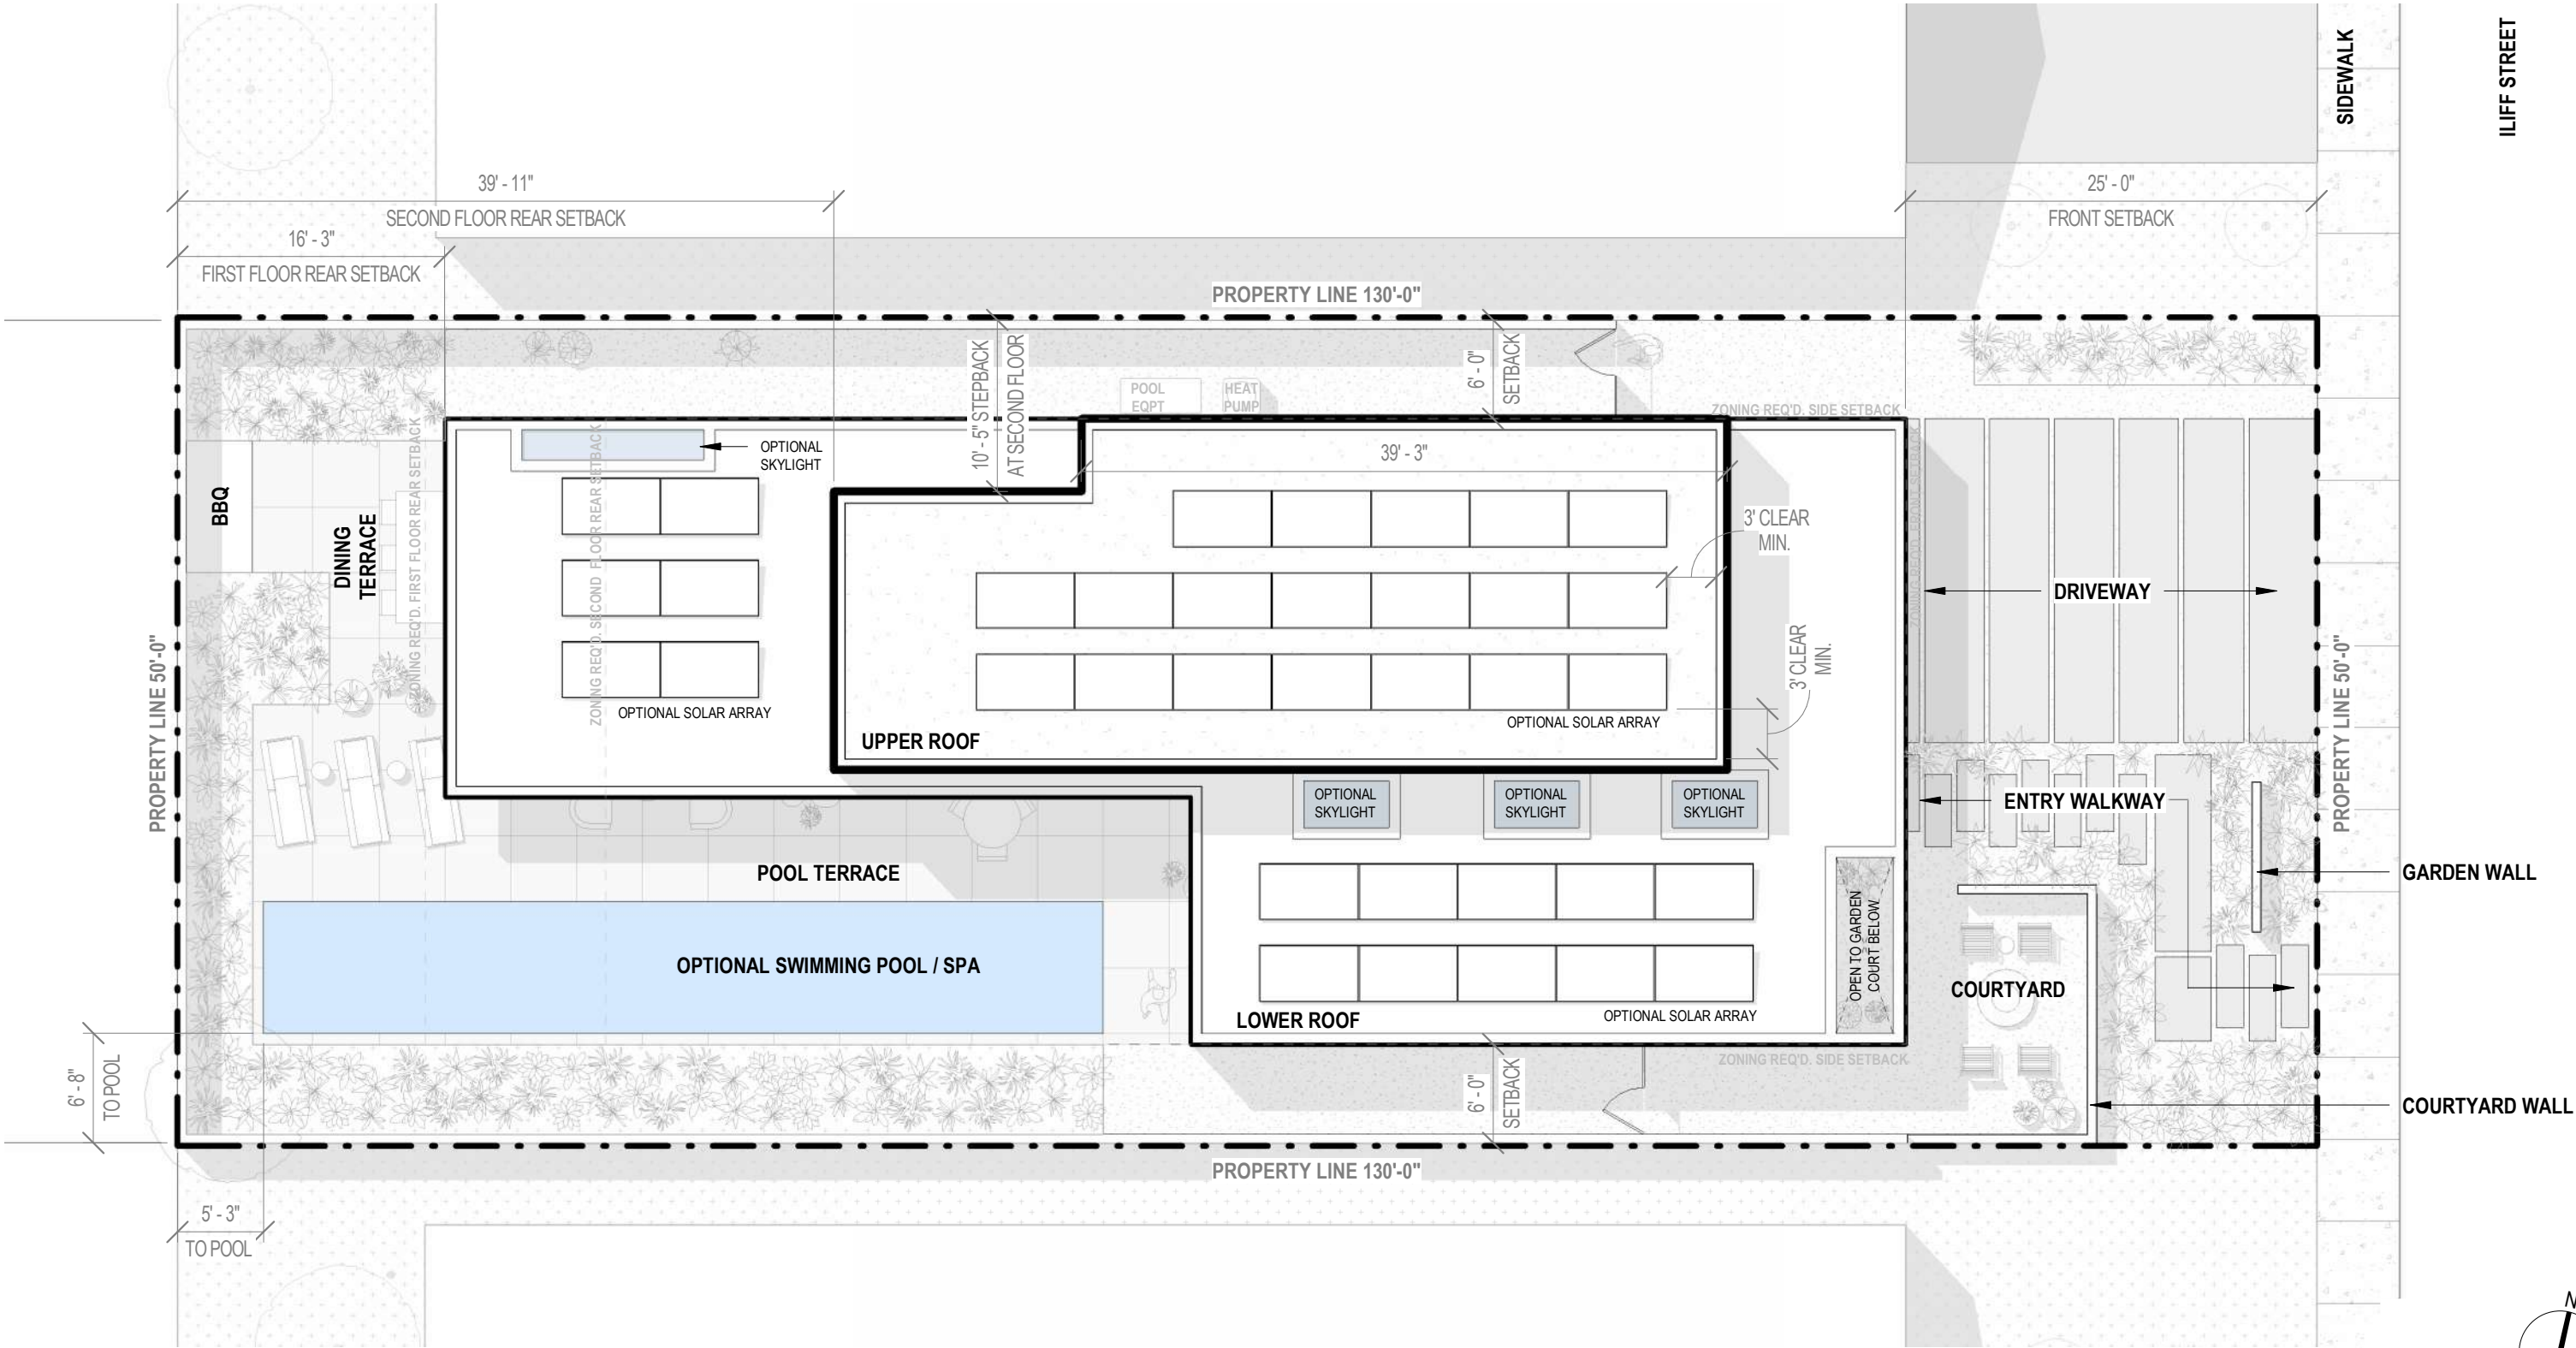 SIDEWALK
ILIFF STREET
39' - 11"
SECOND FLOOR REAR SETBACK
25' - 0"
FRONT SETBACK
16' - 3"
FIRST FLOOR REAR SETBACK
PROPERTY LINE 130'-0"
10' - 5" STEPBACK
AT SECOND FLOOR
6' - 0"
SETBACK
POOL
EQPT
HEAT
PUMP
ZONING REQ'D. SIDE SETBACK
ZONING REQ'D. FRONT SETBACK
OPTIONAL
SKYLIGHT
39' - 3"
BBQ
DINING
TERRACE
ZONING REQ'D. FIRST FLOOR REAR SETBACK
ZONING REQ'D. SECOND FLOOR REAR SETBACK
3' CLEAR
MIN.
DRIVEWAY
3' CLEAR
MIN.
PROPERTY LINE 50'-0"
PROPERTY LINE 50'-0"
OPTIONAL SOLAR ARRAY
OPTIONAL SOLAR ARRAY
UPPER ROOF
OPTIONAL
SKYLIGHT
OPTIONAL
SKYLIGHT
OPTIONAL
SKYLIGHT
ENTRY WALKWAY
POOL TERRACE
GARDEN WALL
OPTIONAL SWIMMING POOL / SPA
OPEN TO GARDEN
COURT BELOW
COURTYARD
LOWER ROOF
OPTIONAL SOLAR ARRAY
6' - 8"
TO POOL
6' - 0"
SETBACK
ZONING REQ'D. SIDE SETBACK
COURTYARD WALL
PROPERTY LINE 130'-0"
5' - 3"
TO POOL
N